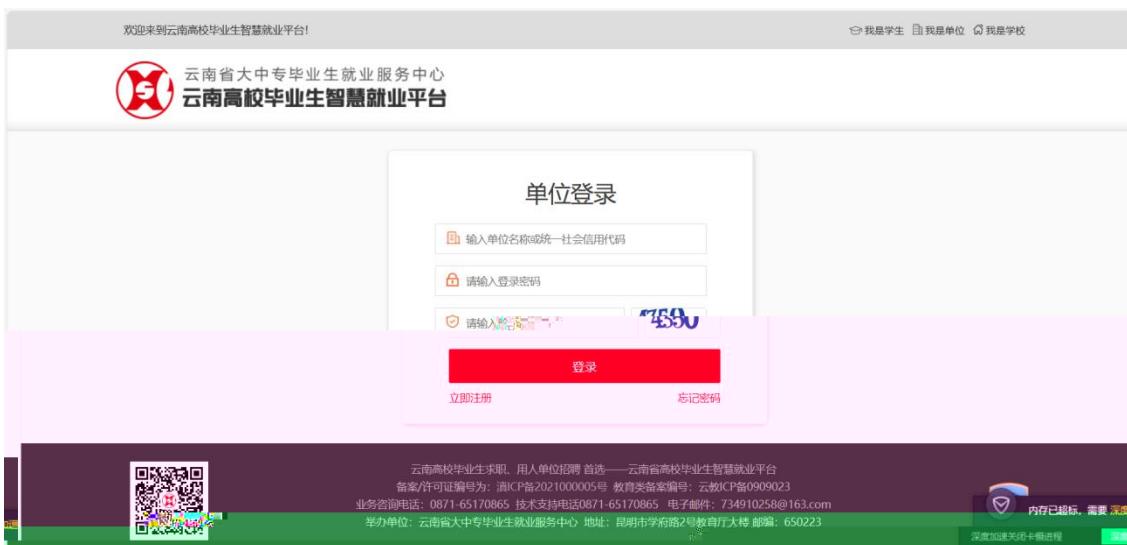 欢迎来到云南高校毕业生智慧就业平台!
我是学生 我是单位 我是学校
云南省大中专毕业生就业服务中心
云南高校毕业生智慧就业平台
单位登录
输入单位名称或统一社会信用代码
请输入登录密码
请输入
登录
立即注册 忘记密码
云南高校毕业生求职、用人单位招聘 首选——云南省高校毕业生智慧就业平台
备案/许可证编号为：滇ICP备2021000005号 教育类备案编号：云教ICP备0909023
业务咨询电话：0871-65170865 技术支持电话0871-65170865 电子邮件：734910258@163.com
举办单位：云南省大中专毕业生就业服务中心 地址：昆明市学府路2号教育厅大楼 邮编：650223
内存已超标，需要 深度
深度加速关闭卡慢进程